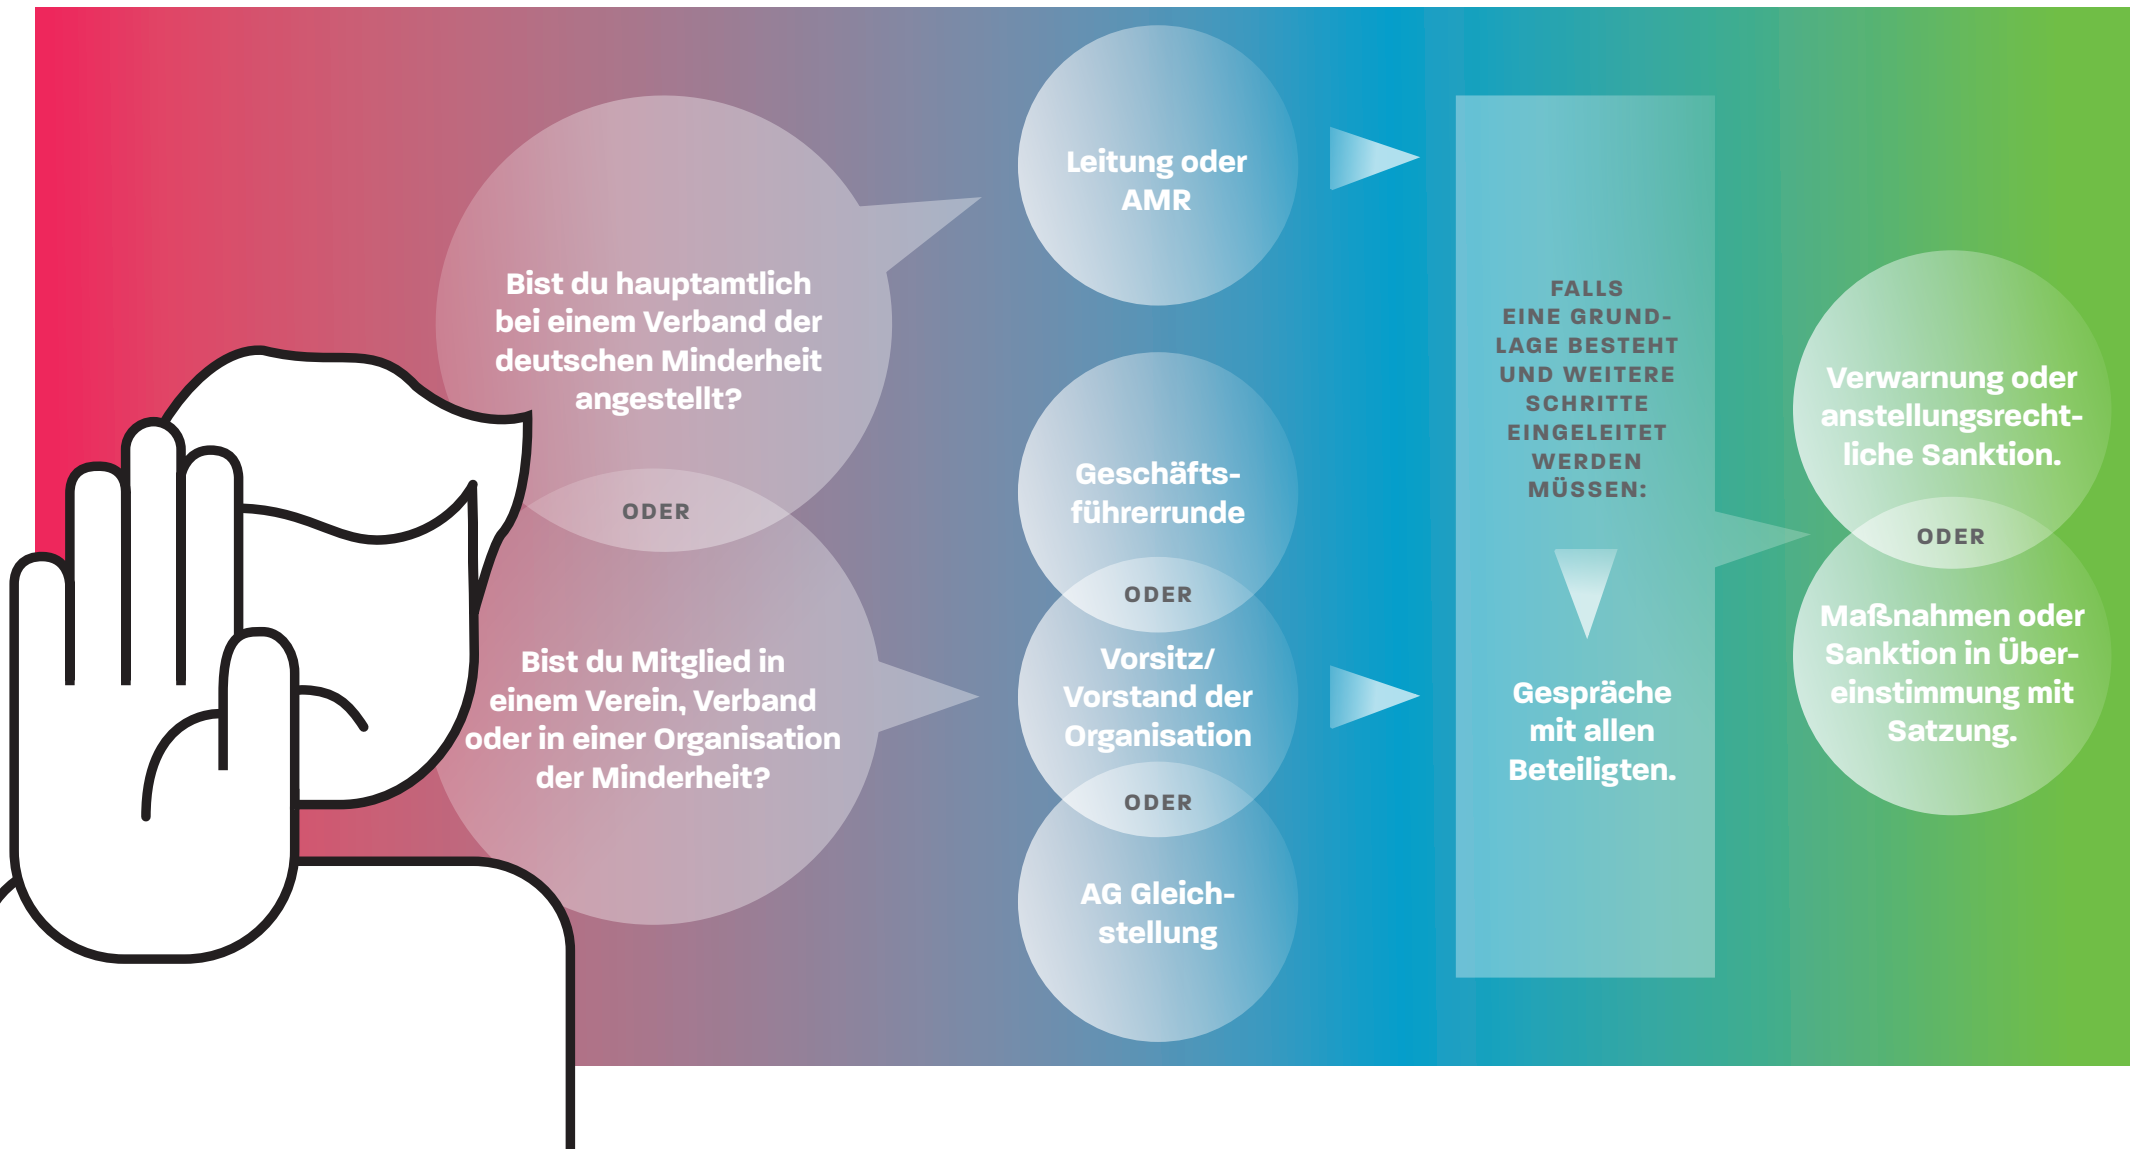 Bist du hauptamtlich
bei einem Verband der
deutschen Minderheit
angestellt?
ODER
Bist du Mitglied in
einem Verein, Verband
oder in einer Organisation
der Minderheit?
Leitung oder
AMR
Geschäfts-
führerrunde
ODER
Vorsitz/
Vorstand der
Organisation
ODER
AG Gleich-
stellung
FALLS
EINE GRUND-
LAGE BESTEHT
UND WEITERE
SCHRITTE
EINGELEITET
WERDEN
MÜSSEN:
Gespräche
mit allen
Beteiligten.
Verwarnung oder
anstellungsrecht-
liche Sanktion.
ODER
Maßnahmen oder
Sanktion in Über-
einstimmung mit
Satzung.